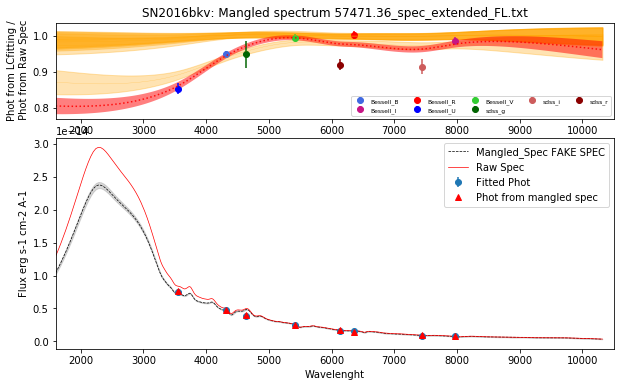 SN2016bkv: Mangled spectrum 57471.36_spec_extended_FL.txt
Phot from LCfitting /
Phot from Raw Spec
1.0
0.9
0.8
Bessell_B Bessell_R Bessell_V sdss_i sdss_r
Bessell_I Bessell_U sdss_g
2000 3000 4000 5000 6000 7000 8000 9000 10000
1e−14
Flux erg s-1 cm-2 A-1
3.0
2.5
2.0
1.5
1.0
0.5
0.0
Mangled_Spec FAKE SPEC
Raw Spec
Fitted Phot
Phot from mangled spec
2000 3000 4000 5000 6000 7000 8000 9000 10000
Wavelenght